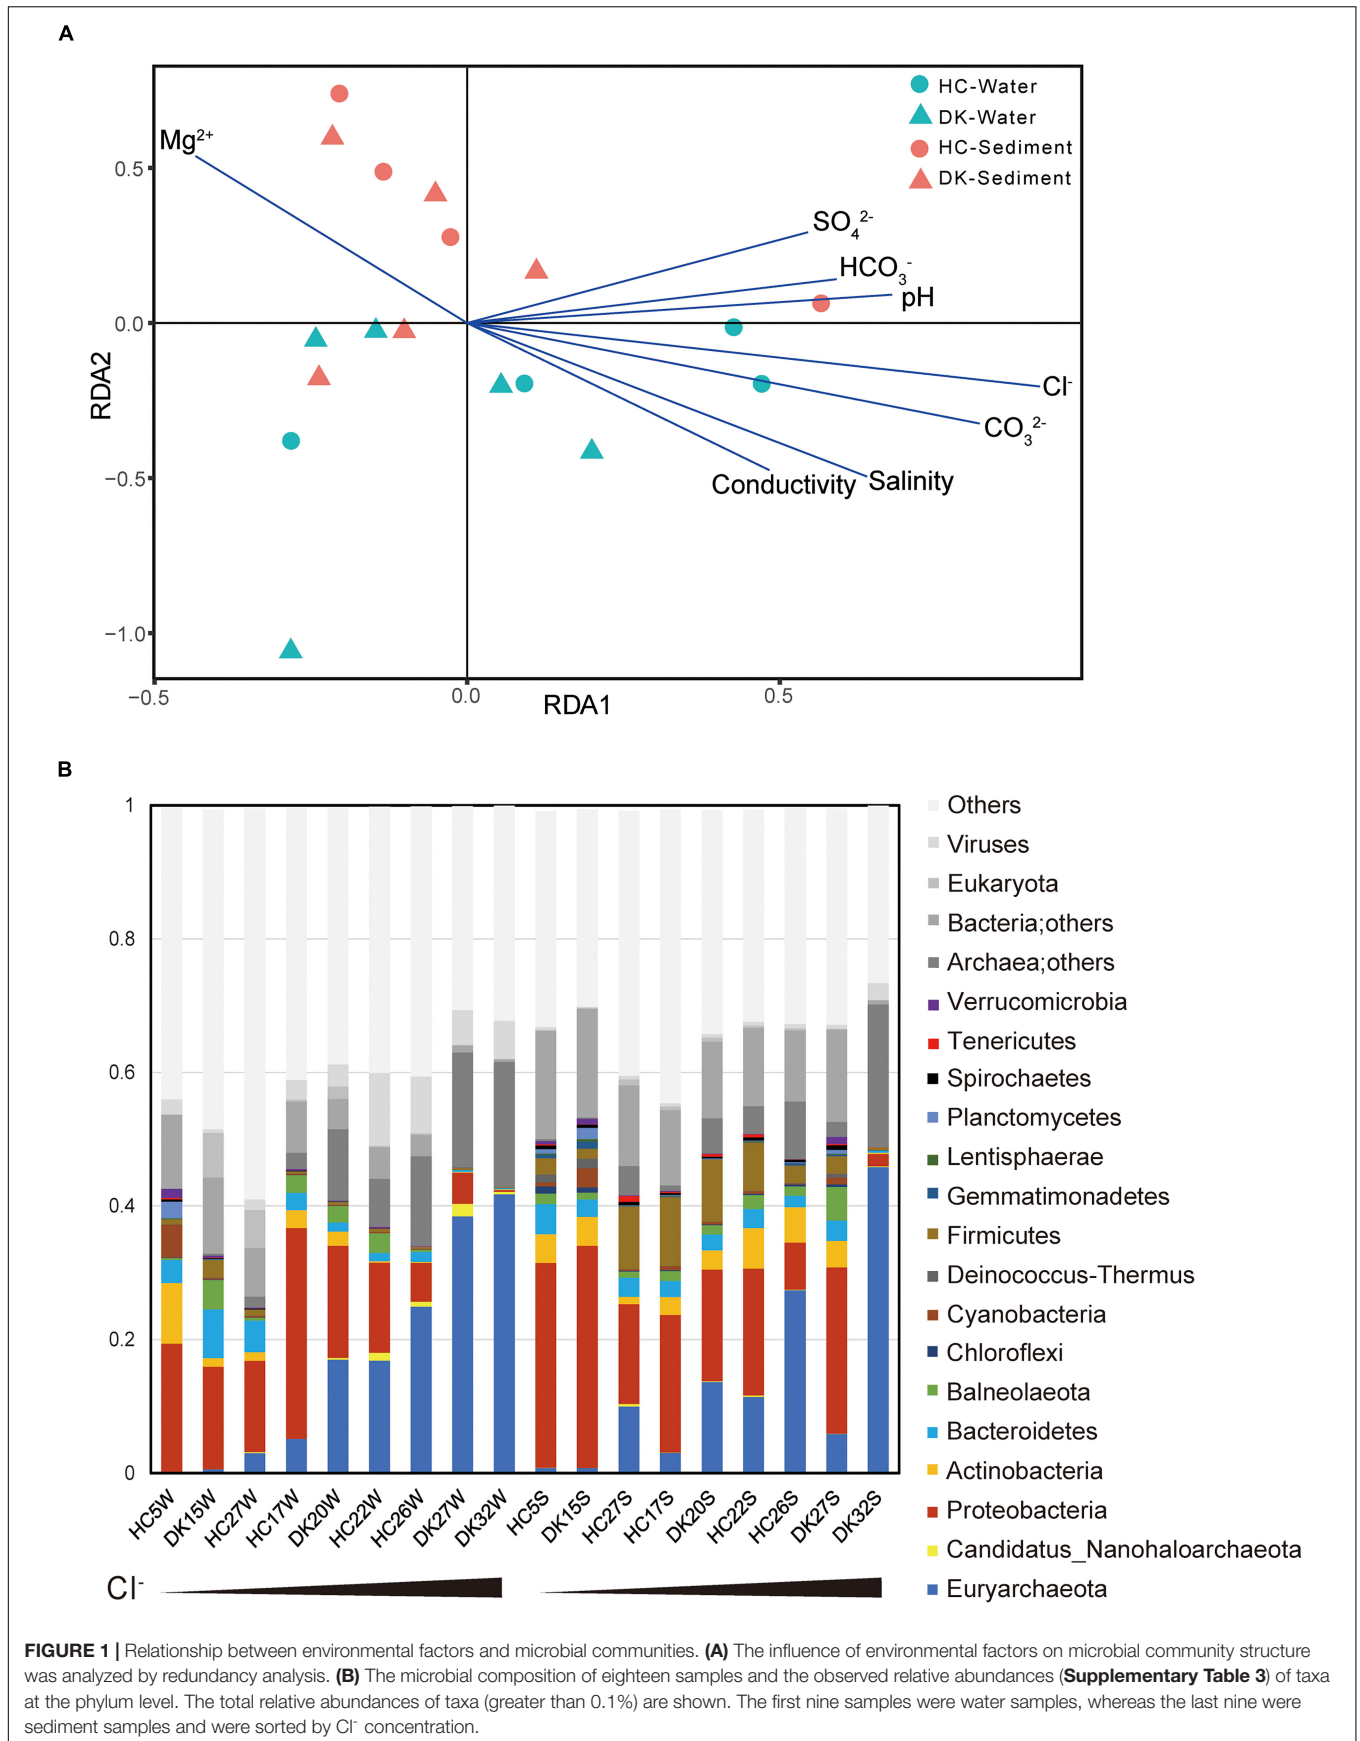 A
HC-Water
DK-Water
HC-Sediment
DK-Sediment
Mg²⁺
SO₄²⁻
HCO₃⁻
pH
Cl⁻
CO₃²⁻
Salinity
Conductivity
0.5
0.0
−0.5
−1.0
RDA2
−0.5
0.0
0.5
RDA1
B
1
0.8
0.6
0.4
0.2
0
Others
Viruses
Eukaryota
Bacteria;others
Archaea;others
Verrucomicrobia
Tenericutes
Spirochaetes
Planctomycetes
Lentisphaerae
Gemmatimonadetes
Firmicutes
Deinococcus-Thermus
Cyanobacteria
Chloroflexi
Balneolaeota
Bacteroidetes
Actinobacteria
Proteobacteria
Candidatus_Nanohaloarchaeota
Euryarchaeota
HC5W
DK15W
HC27W
HC17W
DK20W
HC22W
HC26W
DK27W
DK32W
HC5S
DK15S
HC27S
HC17S
DK20S
HC22S
HC26S
DK27S
DK32S
Cl⁻
FIGURE 1 | Relationship between environmental factors and microbial communities. (A) The influence of environmental factors on microbial community structure
was analyzed by redundancy analysis. (B) The microbial composition of eighteen samples and the observed relative abundances (Supplementary Table 3) of taxa
at the phylum level. The total relative abundances of taxa (greater than 0.1%) are shown. The first nine samples were water samples, whereas the last nine were
sediment samples and were sorted by Cl⁻ concentration.